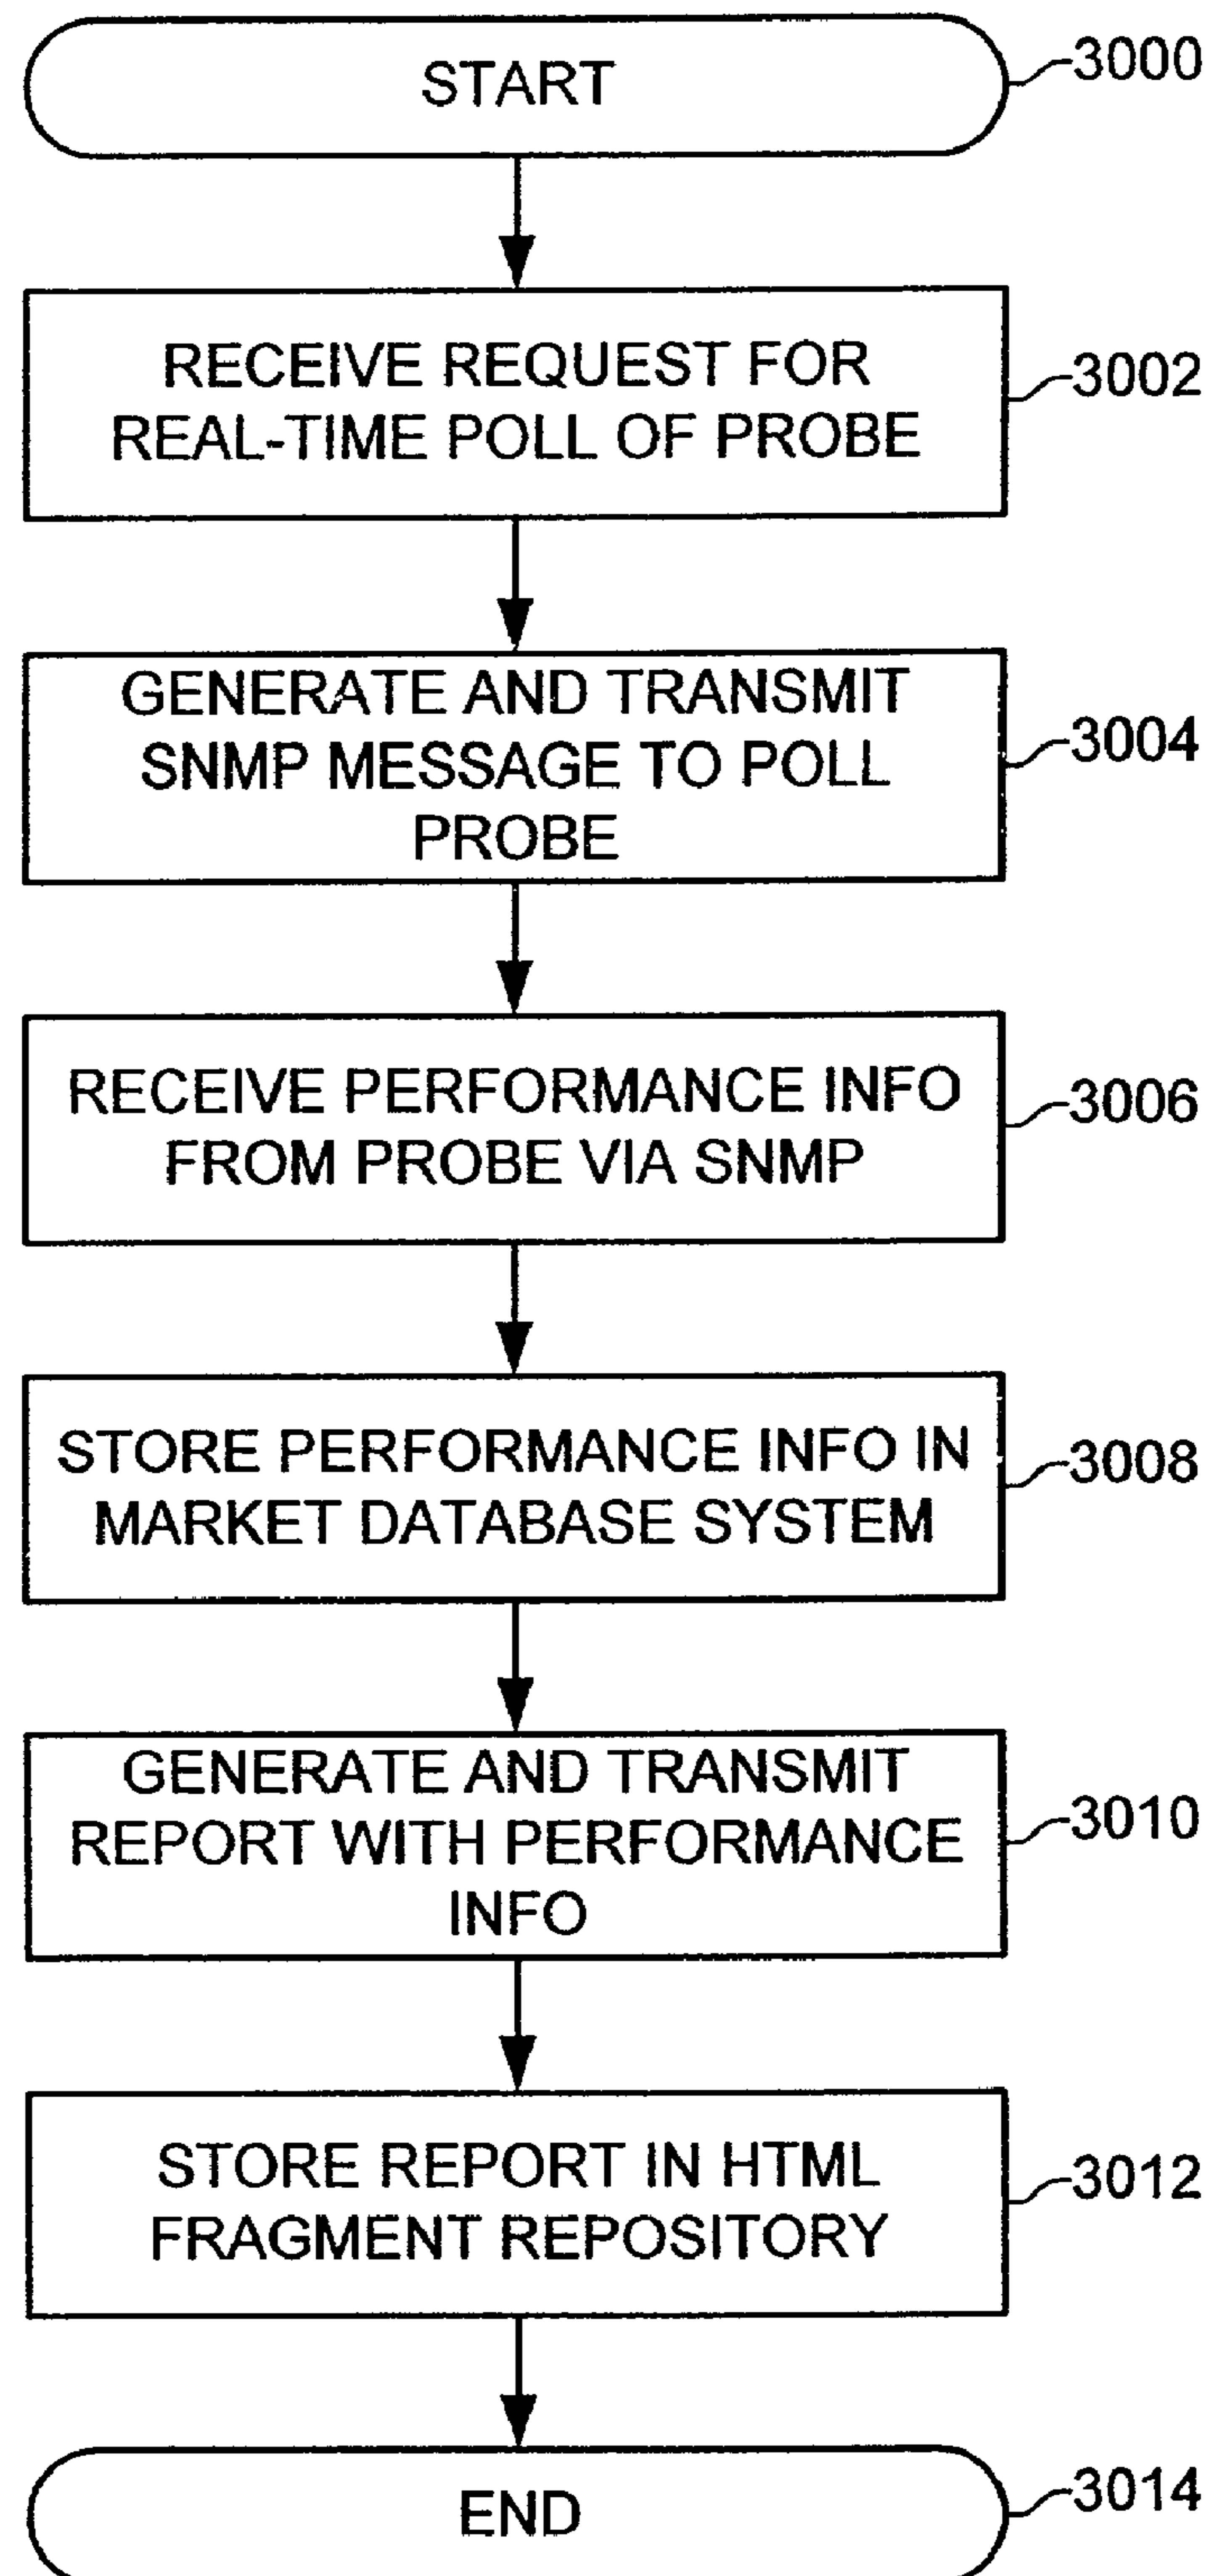 START
3000
RECEIVE REQUEST FOR
REAL-TIME POLL OF PROBE
3002
GENERATE AND TRANSMIT
SNMP MESSAGE TO POLL
PROBE
3004
RECEIVE PERFORMANCE INFO
FROM PROBE VIA SNMP
3006
STORE PERFORMANCE INFO IN
MARKET DATABASE SYSTEM
3008
GENERATE AND TRANSMIT
REPORT WITH PERFORMANCE
INFO
3010
STORE REPORT IN HTML
FRAGMENT REPOSITORY
3012
END
3014